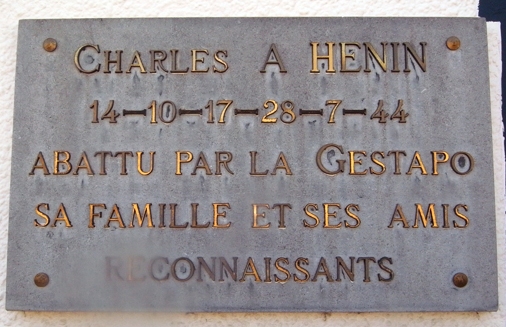 CHARLES A HENIN
14-10-17-28-7-44
ABATTU PAR LA GESTAPO
SA FAMILLE ET SES AMIS
RECONNAISSANTS